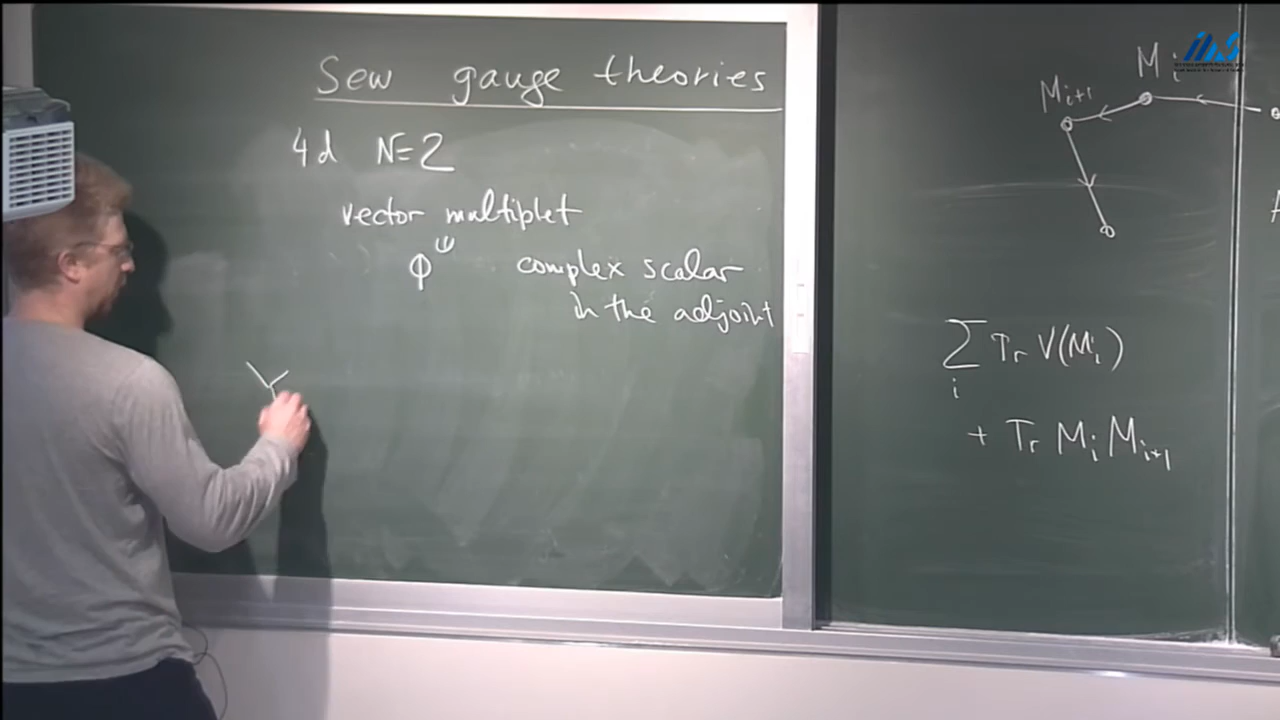 Sew gauge theories
4d N=2
vector multiplet
ϕ complex scalar
in the adjoint
Y
M_i
M_{i+1}
∑_i Tr V(M_i)
+ Tr M_i M_{i+1}